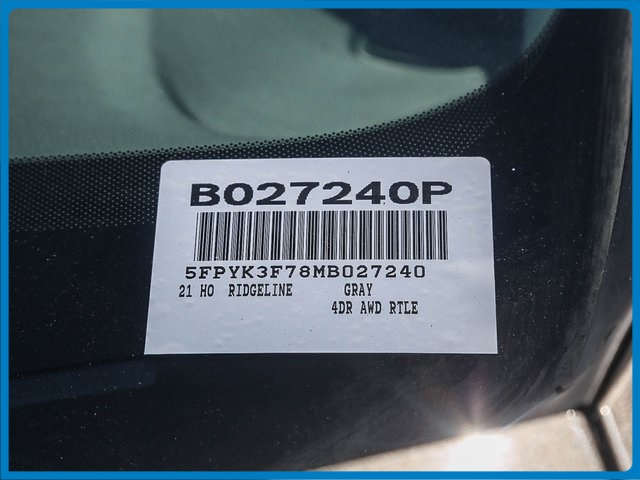 B027240P
5FPYK3F78MB027240
21 HO RIDGELINE GRAY
4DR AWD RTLE